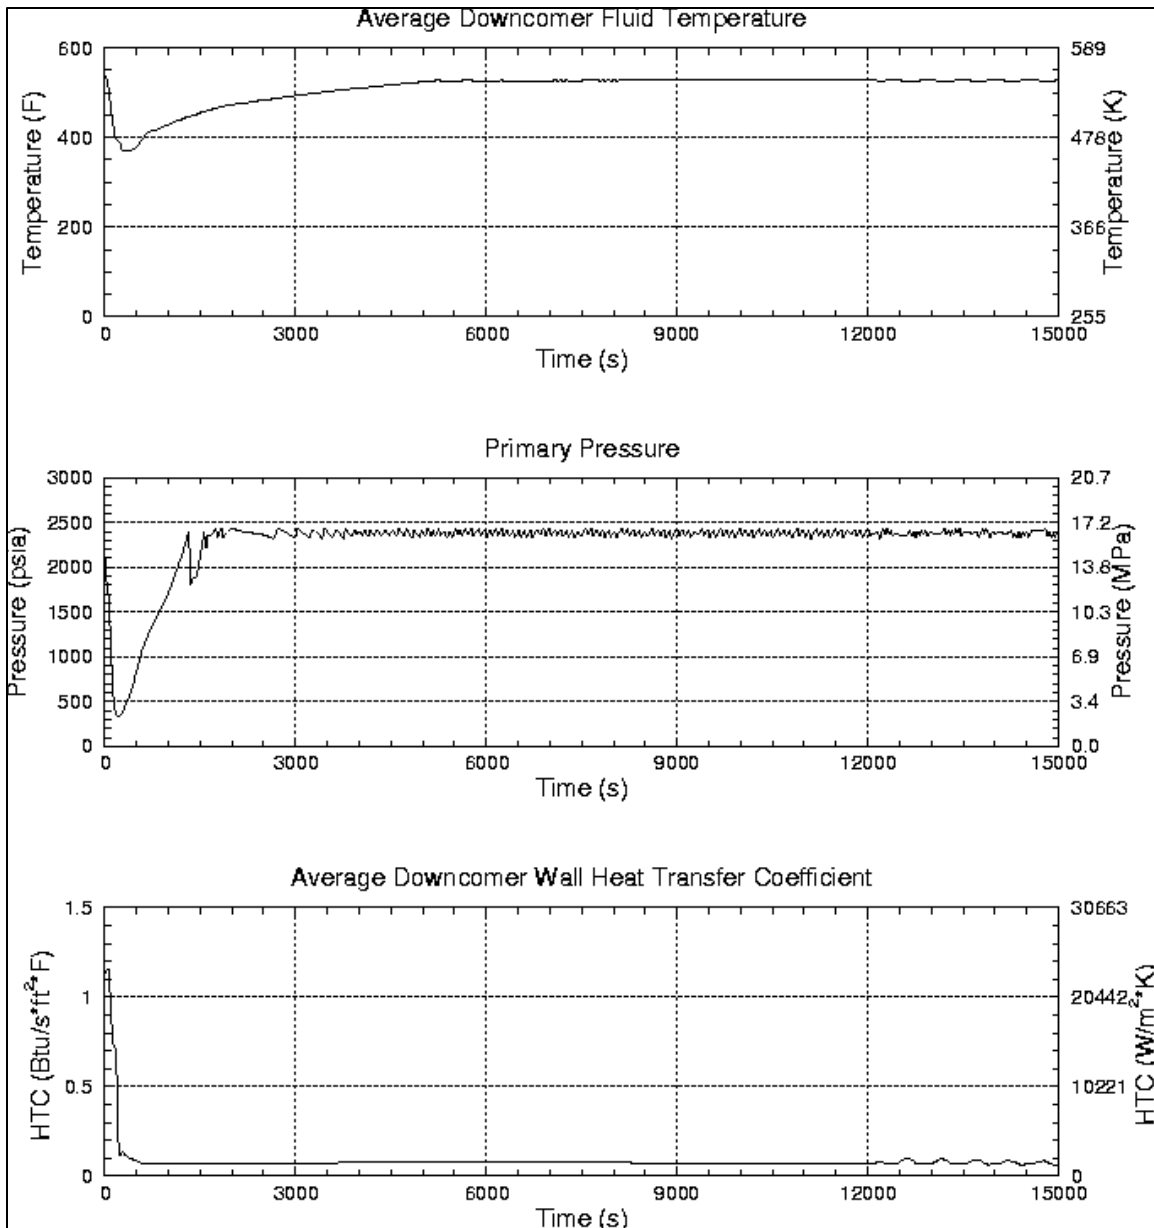 Average Downcomer Fluid Temperature
600 589
400 478
200 366
0 255
Temperature (F)
Temperature (K)
0 3000 6000 9000 12000 15000
Time (s)
Primary Pressure
3000 20.7
2500 17.2
2000 13.8
1500 10.3
1000 6.9
500 3.4
0 0.0
Pressure (psia)
Pressure (MPa)
0 3000 6000 9000 12000 15000
Time (s)
Average Downcomer Wall Heat Transfer Coefficient
1.5 30663
1 20442
0.5 10221
0 0
HTC (Btu/s*ft²*F)
HTC (W/m²*K)
0 3000 6000 9000 12000 15000
Time (s)